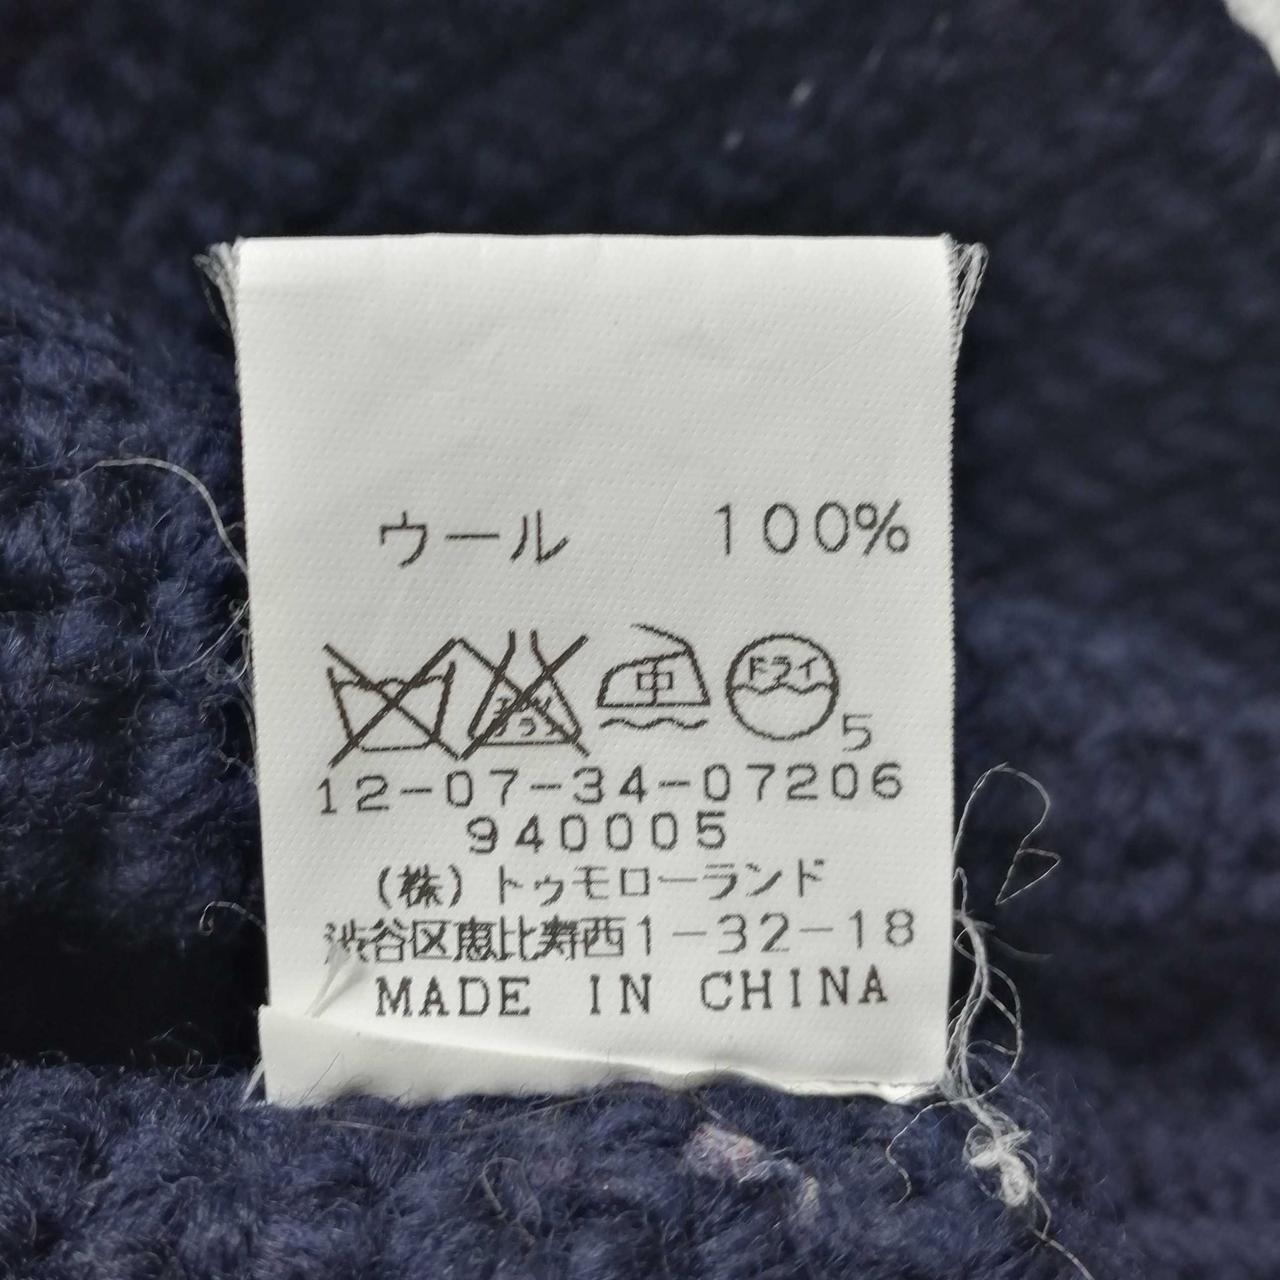 ウール 100%
中 ドライ
5
12-07-34-07206
940005
(株)トゥモローランド
渋谷区恵比寿西1-32-18
MADE IN CHINA